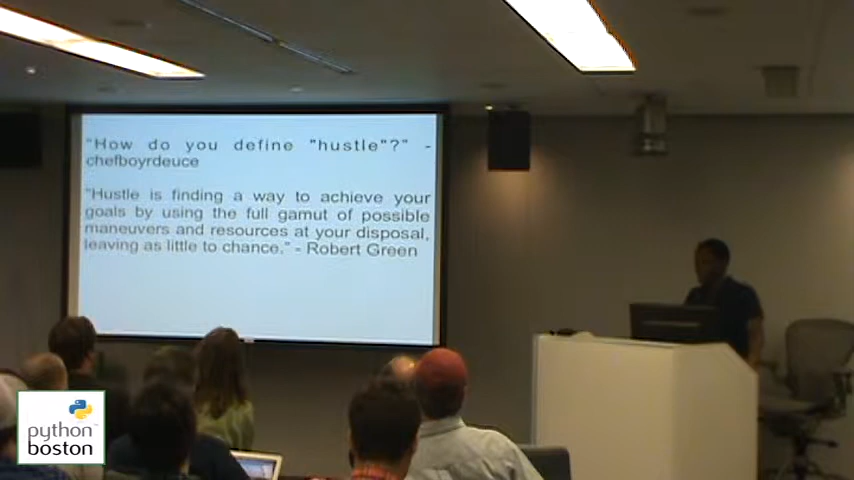 "How do you define "hustle"?" -
chefboyrdeuce
"Hustle is finding a way to achieve your
goals by using the full gamut of possible
maneuvers and resources at your disposal,
leaving as little to chance." - Robert Green
python
boston